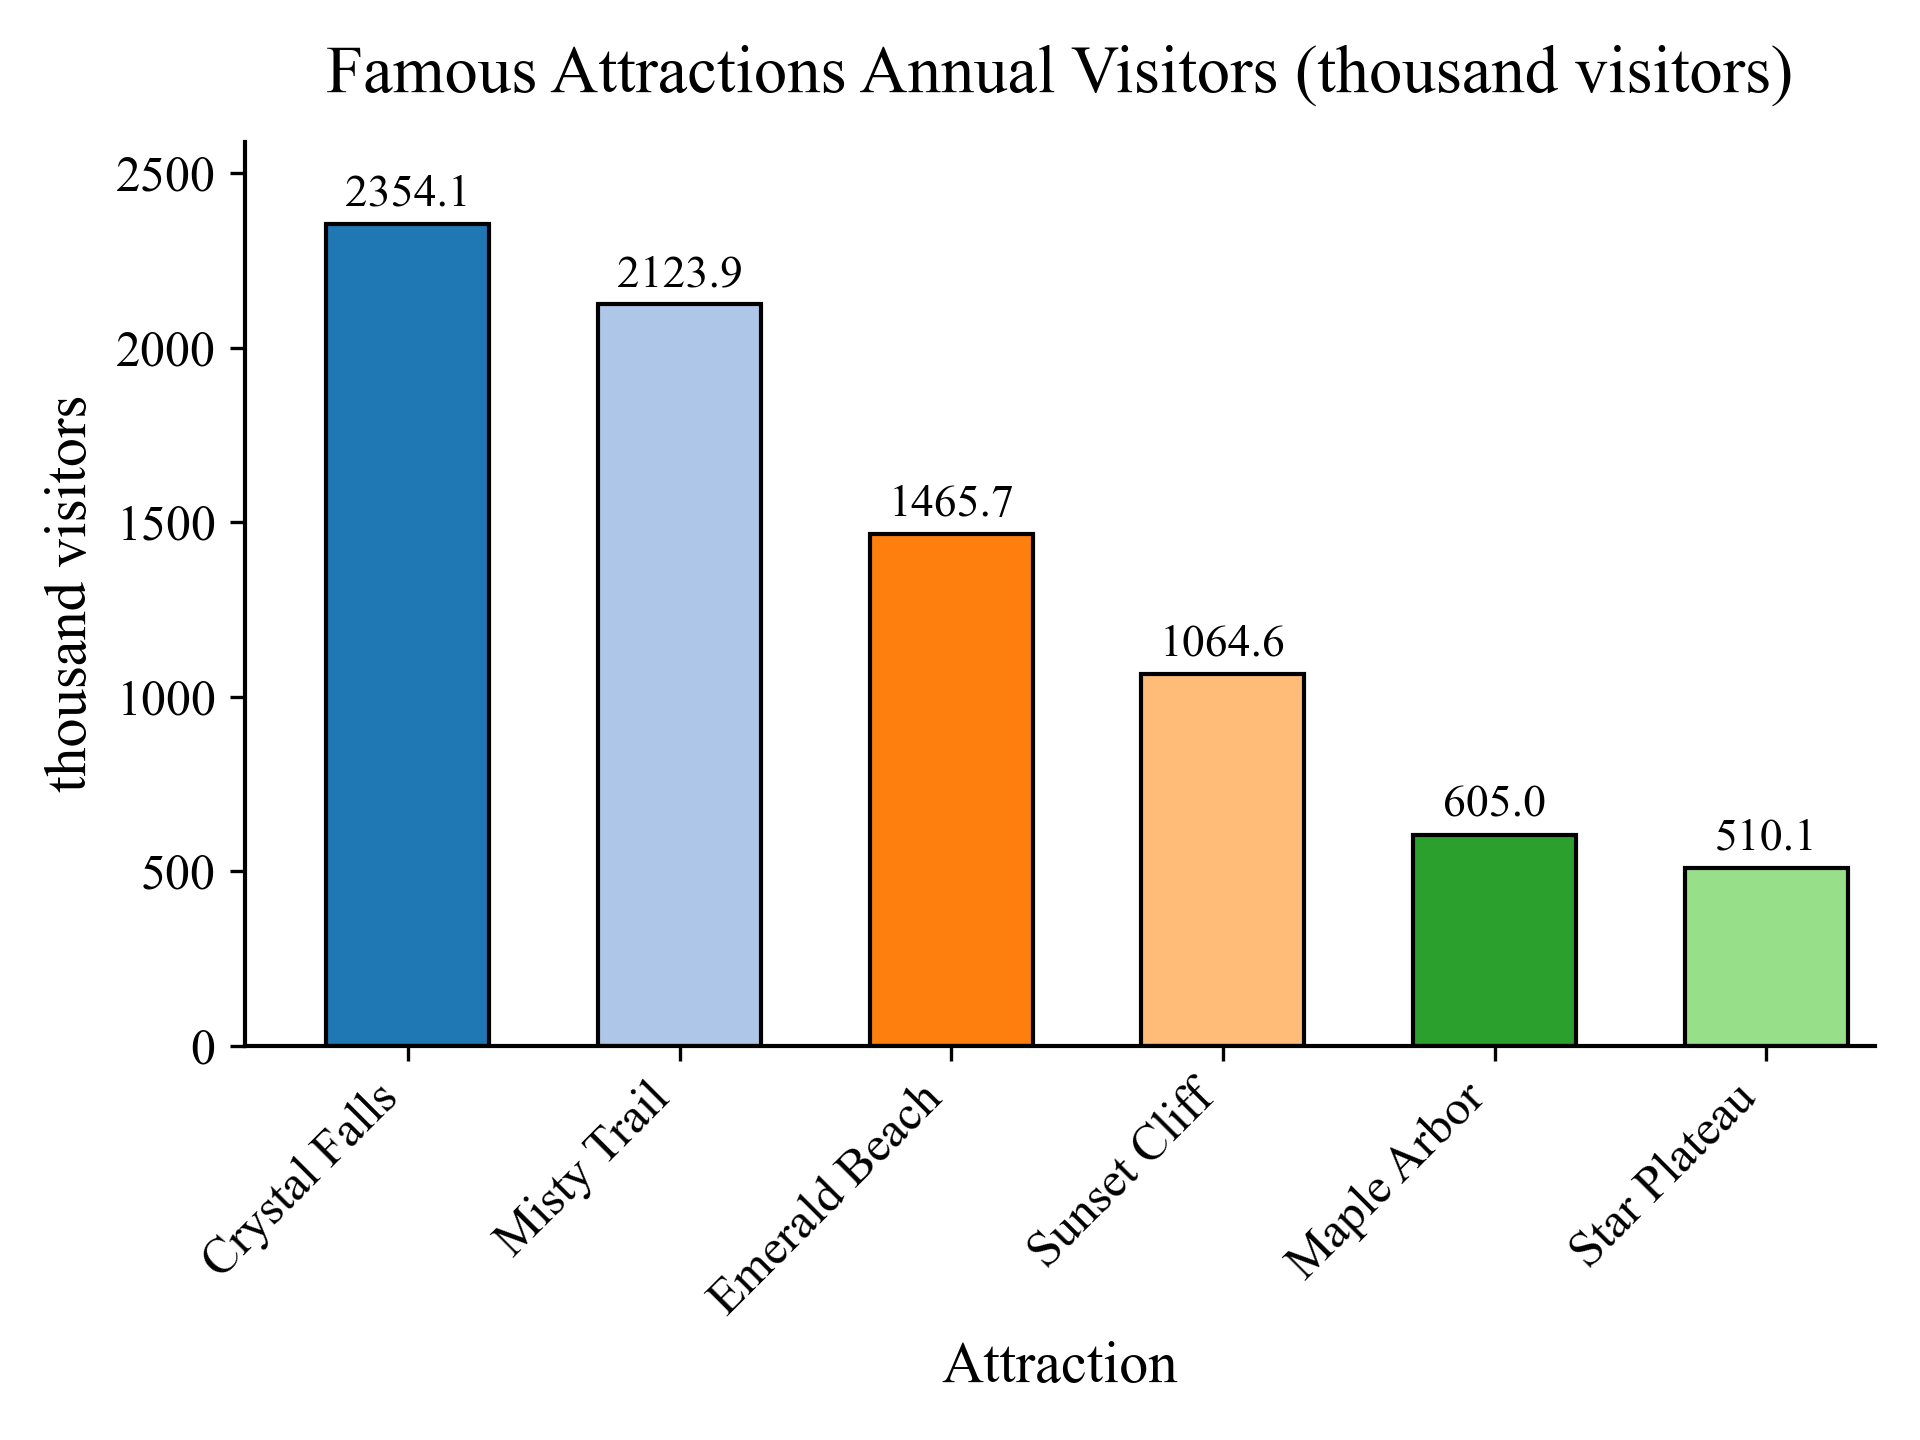 Famous Attractions Annual Visitors (thousand visitors)
thousand visitors
2500
2000
1500
1000
500
0
2354.1
2123.9
1465.7
1064.6
605.0
510.1
Crystal Falls
Misty Trail
Emerald Beach
Sunset Cliff
Maple Arbor
Star Plateau
Attraction